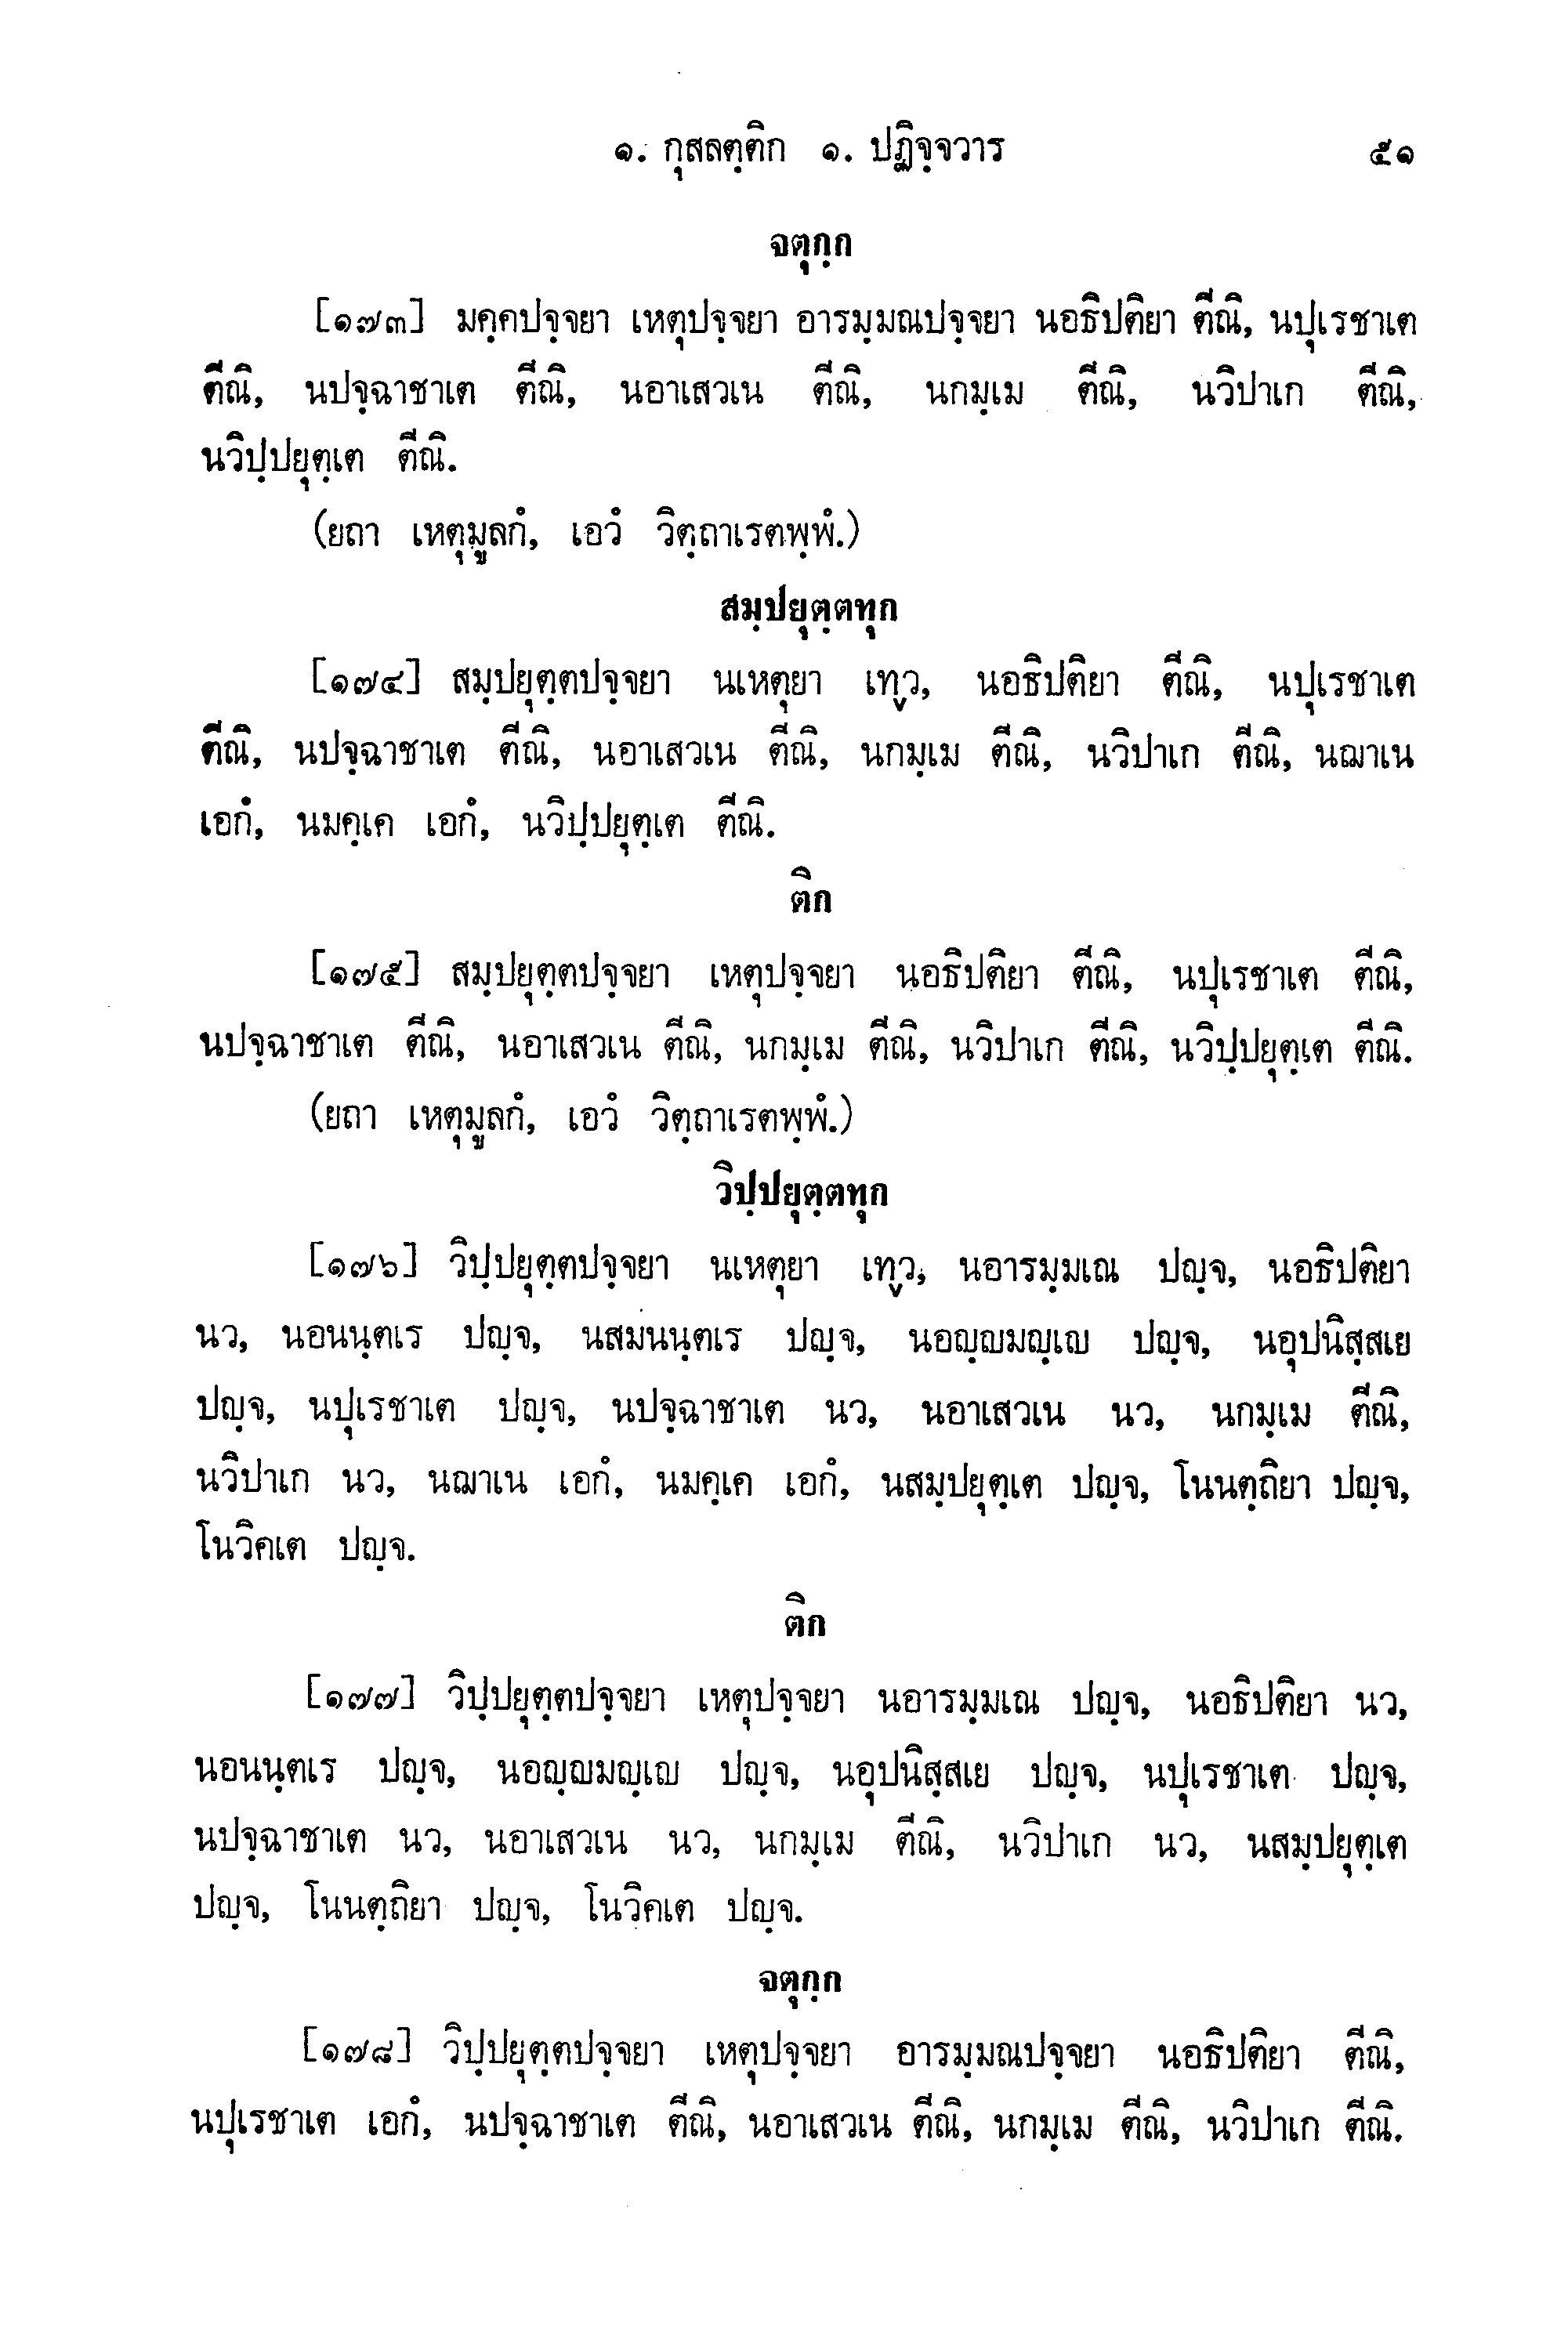 ๑. กุสลตฺติก ๑. ปฏิจฺจวาร ๕๑
จตุกฺก
[๑๗๓] มคฺคปจฺจยา เหตุปจฺจยา อารมฺมณปจฺจยา นอธิปติยา ตีณิ, นปุเรชาเต
ตีณิ, นปจฺฉาชาเต ตีณิ, นอาเสวเน ตีณิ, นกมฺเม ตีณิ, นวิปาเก ตีณิ,
นวิปฺปยุตฺเต ตีณิ.
(ยถา เหตุมูลกํ, เอวํ วิตฺถาเรตพฺพํ.)
สมฺปยุตฺตทุก
[๑๗๔] สมฺปยุตฺตปจฺจยา นเหตุยา เทฺว, นอธิปติยา ตีณิ, นปุเรชาเต
ตีณิ, นปจฺฉาชาเต ตีณิ, นอาเสวเน ตีณิ, นกมฺเม ตีณิ, นวิปาเก ตีณิ, นฌาเน
เอกํ, นมคฺเค เอกํ, นวิปฺปยุตฺเต ตีณิ.
ติก
[๑๗๕] สมฺปยุตฺตปจฺจยา เหตุปจฺจยา นอธิปติยา ตีณิ, นปุเรชาเต ตีณิ,
นปจฺฉาชาเต ตีณิ, นอาเสวเน ตีณิ, นกมฺเม ตีณิ, นวิปาเก ตีณิ, นวิปฺปยุตฺเต ตีณิ.
(ยถา เหตุมูลกํ, เอวํ วิตฺถาเรตพฺพํ.)
วิปฺปยุตฺตทุก
[๑๗๖] วิปฺปยุตฺตปจฺจยา นเหตุยา เทฺว, นอารมฺมเณ ปญฺจ, นอธิปติยา
นว, นอนนฺตเร ปญฺจ, นสมนนฺตเร ปญฺจ, นอญฺญมญฺเญ ปญฺจ, นอุปนิสฺสเย
ปญฺจ, นปุเรชาเต ปญฺจ, นปจฺฉาชาเต นว, นอาเสวเน นว, นกมฺเม ตีณิ,
นวิปาเก นว, นฌาเน เอกํ, นมคฺเค เอกํ, นสมฺปยุตฺเต ปญฺจ, โนนตฺถิยา ปญฺจ,
โนวิคเต ปญฺจ.
ติก
[๑๗๗] วิปฺปยุตฺตปจฺจยา เหตุปจฺจยา นอารมฺมเณ ปญฺจ, นอธิปติยา นว,
นอนนฺตเร ปญฺจ, นอญฺญมญฺเญ ปญฺจ, นอุปนิสฺสเย ปญฺจ, นปุเรชาเต ปญฺจ,
นปจฺฉาชาเต นว, นอาเสวเน นว, นกมฺเม ตีณิ, นวิปาเก นว, นสมฺปยุตฺเต
ปญฺจ, โนนตฺถิยา ปญฺจ, โนวิคเต ปญฺจ.
จตุกฺก
[๑๗๘] วิปฺปยุตฺตปจฺจยา เหตุปจฺจยา อารมฺมณปจฺจยา นอธิปติยา ตีณิ,
นปุเรชาเต เอกํ, นปจฺฉาชาเต ตีณิ, นอาเสวเน ตีณิ, นกมฺเม ตีณิ, นวิปาเก ตีณิ.